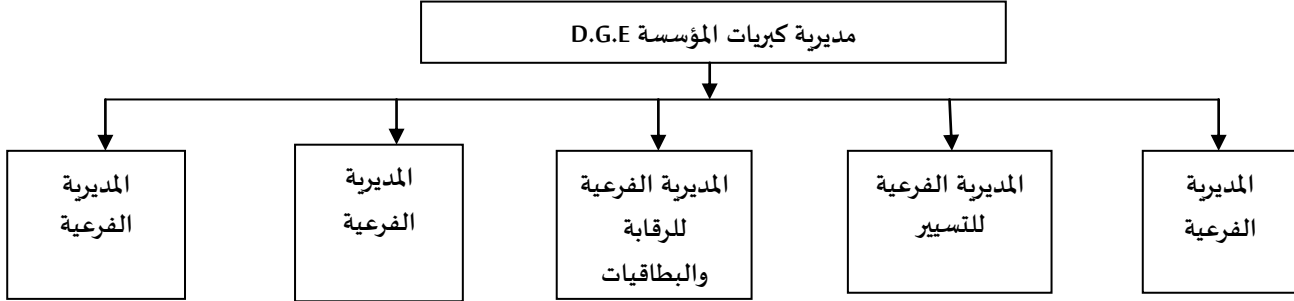 مديرية كبريات المؤسسة D.G.E
المديرية
الفرعية
المديرية الفرعية
للتسيير
المديرية الفرعية
للرقابة
والبطاقيات
المديرية
الفرعية
المديرية
الفرعية